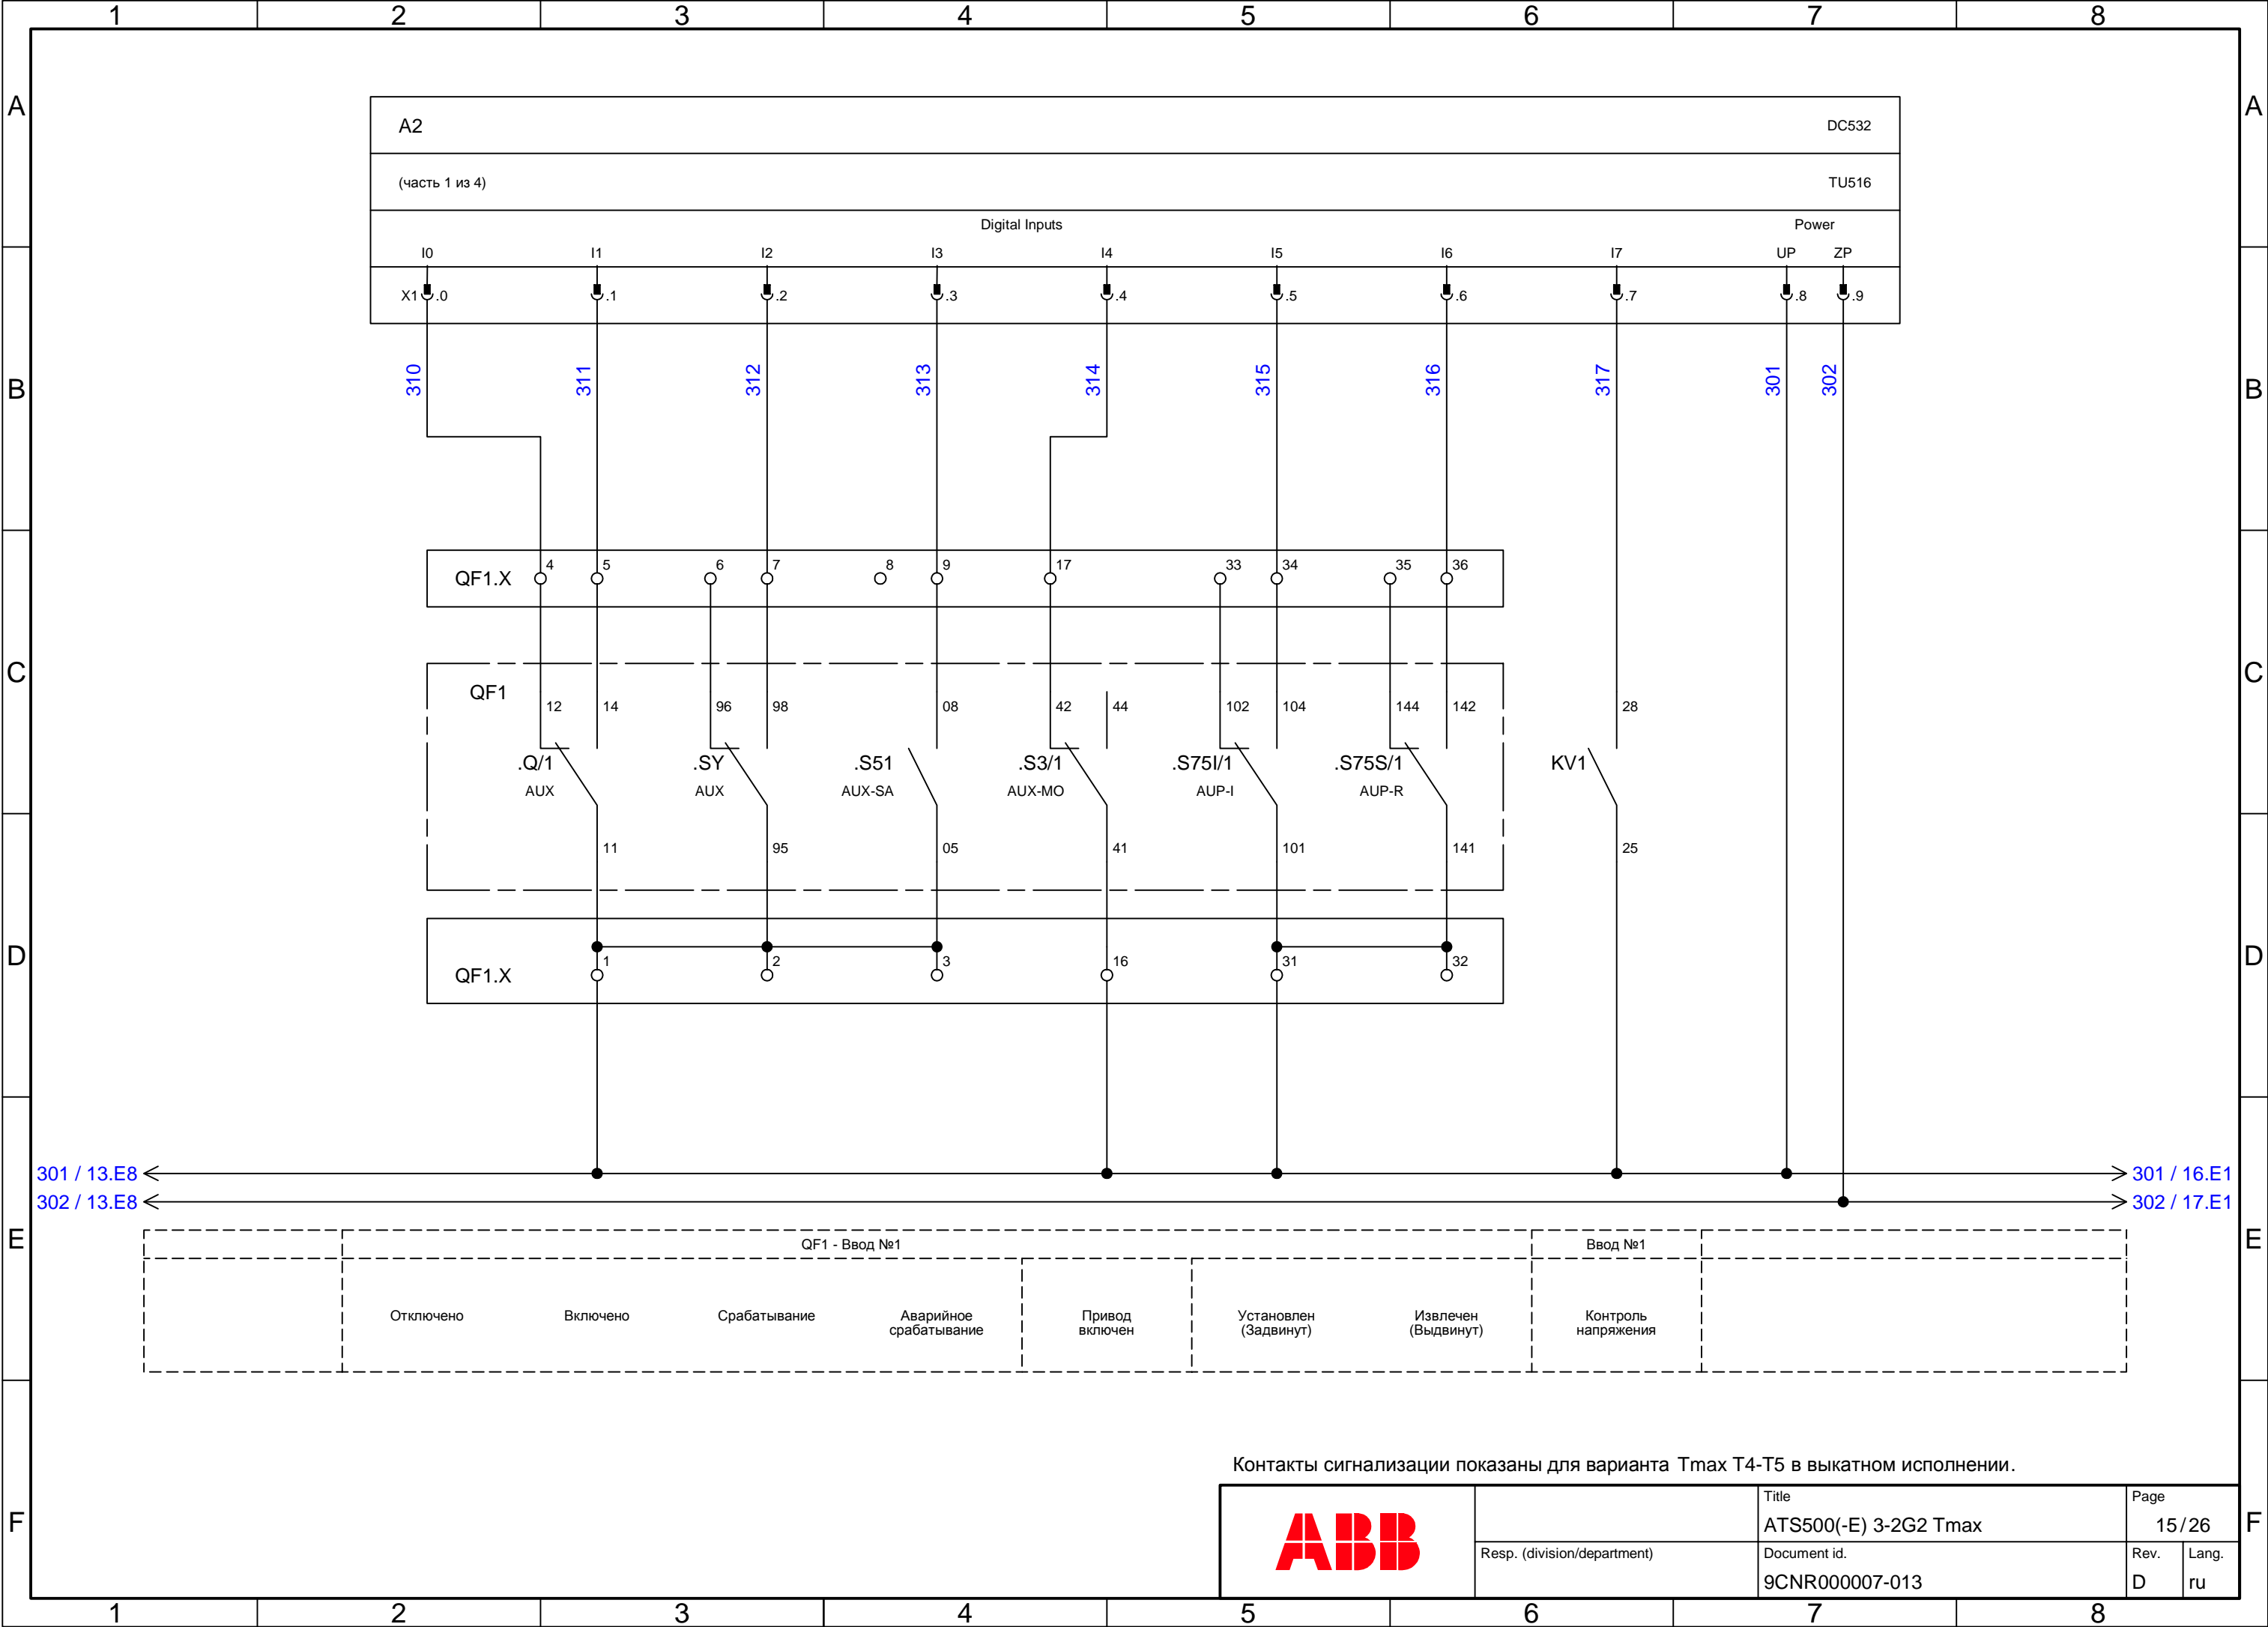 1 2 3 4 5 6 7 8
A A
A2 DC532
(часть 1 из 4) TU516
Digital Inputs Power
I0 I1 I2 I3 I4 I5 I6 I7 UP ZP
X1 .0 .1 .2 .3 .4 .5 .6 .7 .8 .9
310 311 312 313 314 315 316 317 301 302
B B
QF1.X 4 5 6 7 8 9 17 33 34 35 36
C C
QF1
12 14 96 98 08 42 44 102 104 144 142 28
.Q/1 .SY .S51 .S3/1 .S75I/1 .S75S/1 KV1
AUX AUX AUX-SA AUX-MO AUP-I AUP-R
11 95 05 41 101 141 25
D D
QF1.X 1 2 3 16 31 32
301 / 13.E8 301 / 16.E1
302 / 13.E8 302 / 17.E1
E E
QF1 - Ввод №1 Ввод №1
Отключено Включено Срабатывание Аварийное Привод Установлен Извлечен Контроль
срабатывание включен (Задвинут) (Выдвинут) напряжения
Контакты сигнализации показаны для варианта Tmax T4-T5 в выкатном исполнении.
F F
ABB
Title
ATS500(-E) 3-2G2 Tmax
Page
15/26
Resp. (division/department)
Document id.
9CNR000007-013
Rev.
D
Lang.
ru
1 2 3 4 5 6 7 8